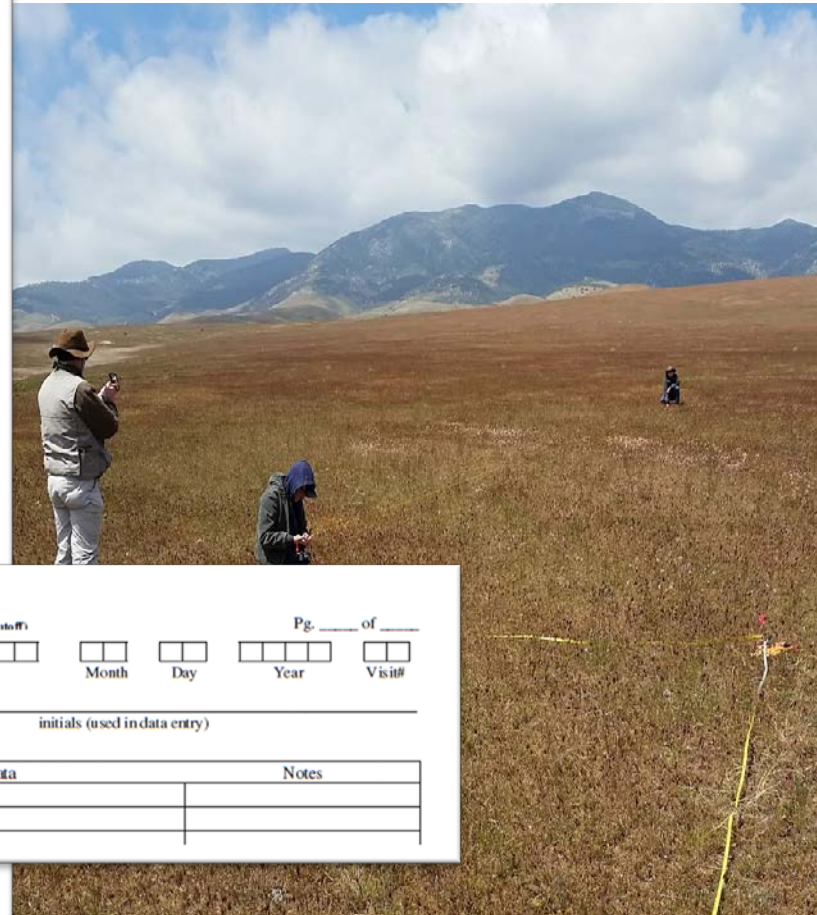 Pg. _____ of _____
Month Day Year Visit#
initials (used in data entry)
Notes